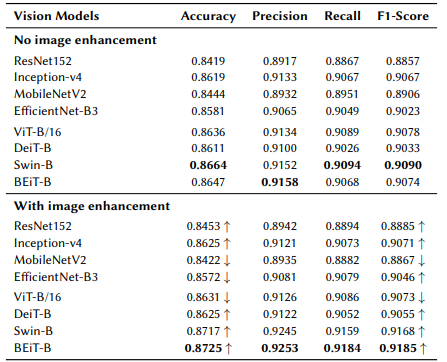 Vision Models Accuracy Precision Recall F1-Score
No image enhancement
ResNet152 0.8419 0.8917 0.8867 0.8857
Inception-v4 0.8619 0.9133 0.9067 0.9067
MobileNetV2 0.8444 0.8932 0.8951 0.8906
EfficientNet-B3 0.8581 0.9065 0.9049 0.9023
ViT-B/16 0.8636 0.9134 0.9089 0.9078
DeiT-B 0.8611 0.9100 0.9026 0.9033
Swin-B 0.8664 0.9152 0.9094 0.9090
BEiT-B 0.8647 0.9158 0.9068 0.9074
With image enhancement
ResNet152 0.8453 ↑ 0.8942 0.8894 0.8885 ↑
Inception-v4 0.8625 ↑ 0.9121 0.9073 0.9071 ↑
MobileNetV2 0.8422 ↓ 0.8935 0.8882 0.8867 ↓
EfficientNet-B3 0.8572 ↓ 0.9081 0.9079 0.9046 ↑
ViT-B/16 0.8631 ↓ 0.9126 0.9086 0.9073 ↓
DeiT-B 0.8625 ↑ 0.9122 0.9052 0.9055 ↑
Swin-B 0.8717 ↑ 0.9245 0.9159 0.9168 ↑
BEiT-B 0.8725 ↑ 0.9253 0.9184 0.9185 ↑